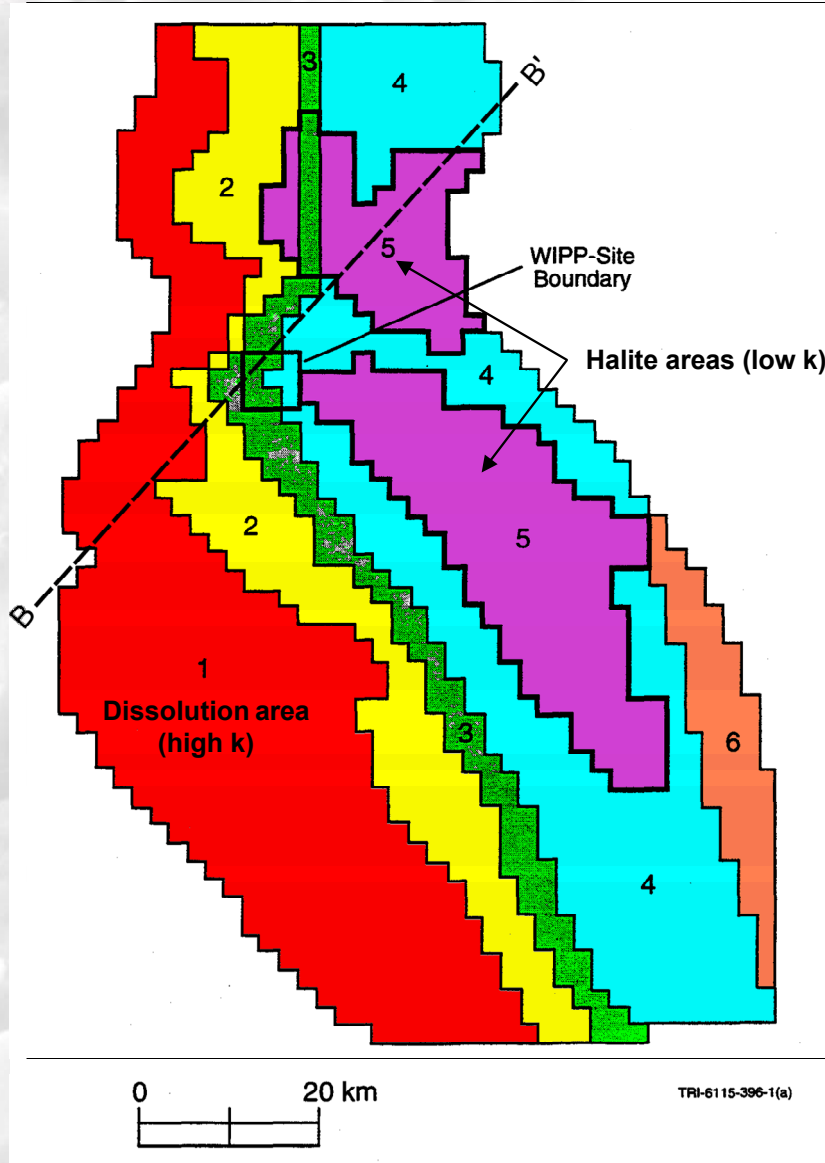 3
4
B'
2
5
WIPP-Site
Boundary
Halite areas (low k)
4
2
5
B
1
Dissolution area
(high k)
3
6
4
0
20 km
TRI-6115-396-1(a)